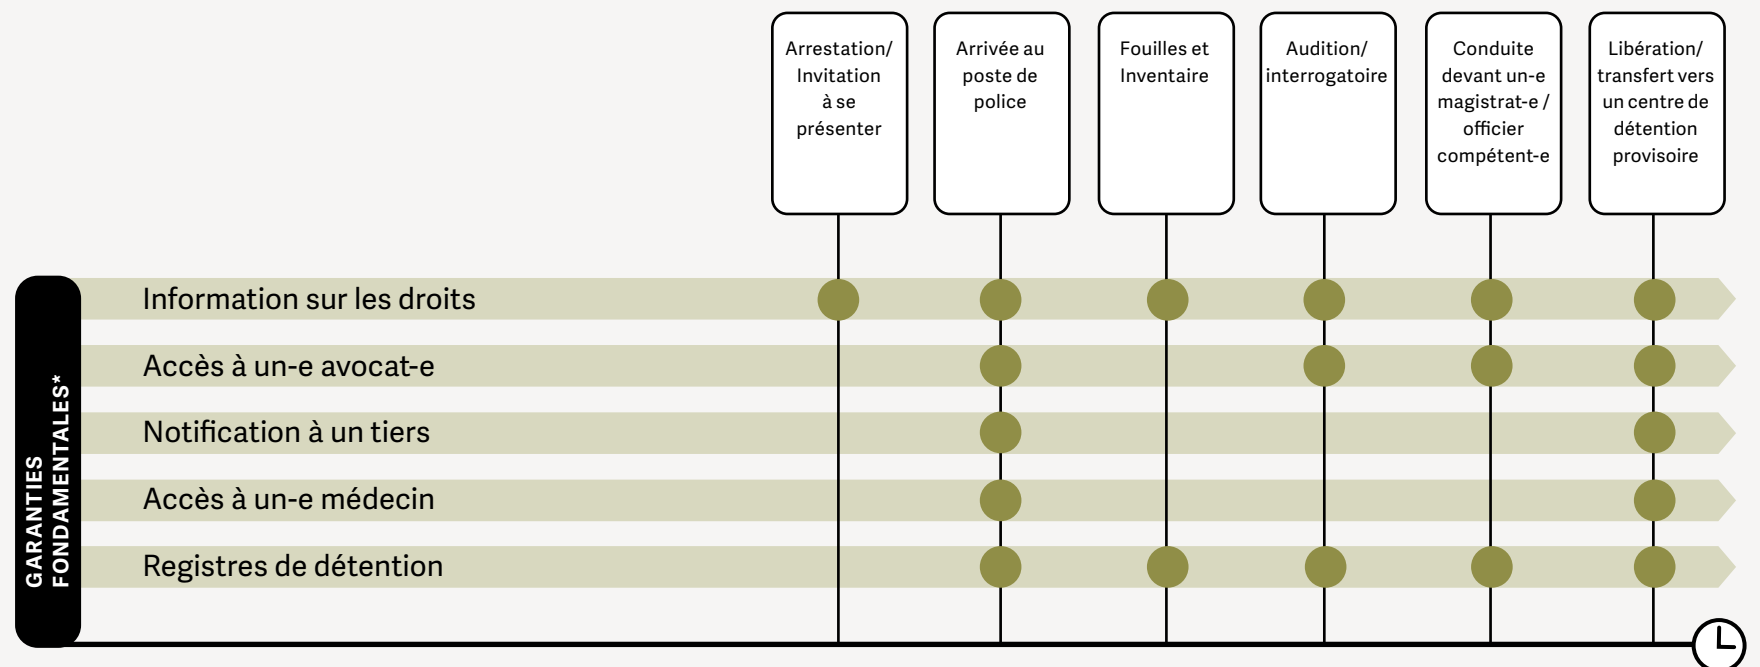 Arrestation/
Invitation
à se
présenter
Arrivée au
poste de
police
Fouilles et
Inventaire
Audition/
interrogatoire
Conduite
devant un-e
magistrat-e /
officier
compétent-e
Libération/
transfert vers
un centre de
détention
provisoire
GARANTIES
FONDAMENTALES*
Information sur les droits
Accès à un-e avocat-e
Notification à un tiers
Accès à un-e médecin
Registres de détention